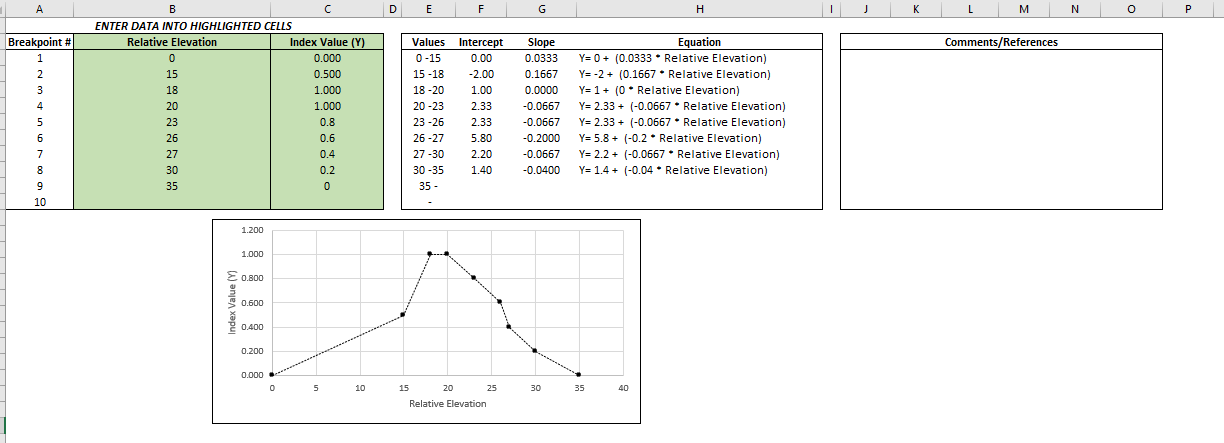 A B C D E F G H I J K L M N O P
ENTER DATA INTO HIGHLIGHTED CELLS
Breakpoint # Relative Elevation Index Value (Y) Values Intercept Slope Equation Comments/References
1 0 0.000 0 -15 0.00 0.0333 Y= 0 + (0.0333 * Relative Elevation)
2 15 0.500 15 -18 -2.00 0.1667 Y= -2 + (0.1667 * Relative Elevation)
3 18 1.000 18 -20 1.00 0.0000 Y= 1 + (0 * Relative Elevation)
4 20 1.000 20 -23 2.33 -0.0667 Y= 2.33 + (-0.0667 * Relative Elevation)
5 23 0.8 23 -26 2.33 -0.0667 Y= 2.33 + (-0.0667 * Relative Elevation)
6 26 0.6 26 -27 5.80 -0.2000 Y= 5.8 + (-0.2 * Relative Elevation)
7 27 0.4 27 -30 2.20 -0.0667 Y= 2.2 + (-0.0667 * Relative Elevation)
8 30 0.2 30 -35 1.40 -0.0400 Y= 1.4 + (-0.04 * Relative Elevation)
9 35 0 35 -
10 -
1.200
1.000
0.800
0.600
0.400
0.200
0.000
Index Value (Y)
0 5 10 15 20 25 30 35 40
Relative Elevation